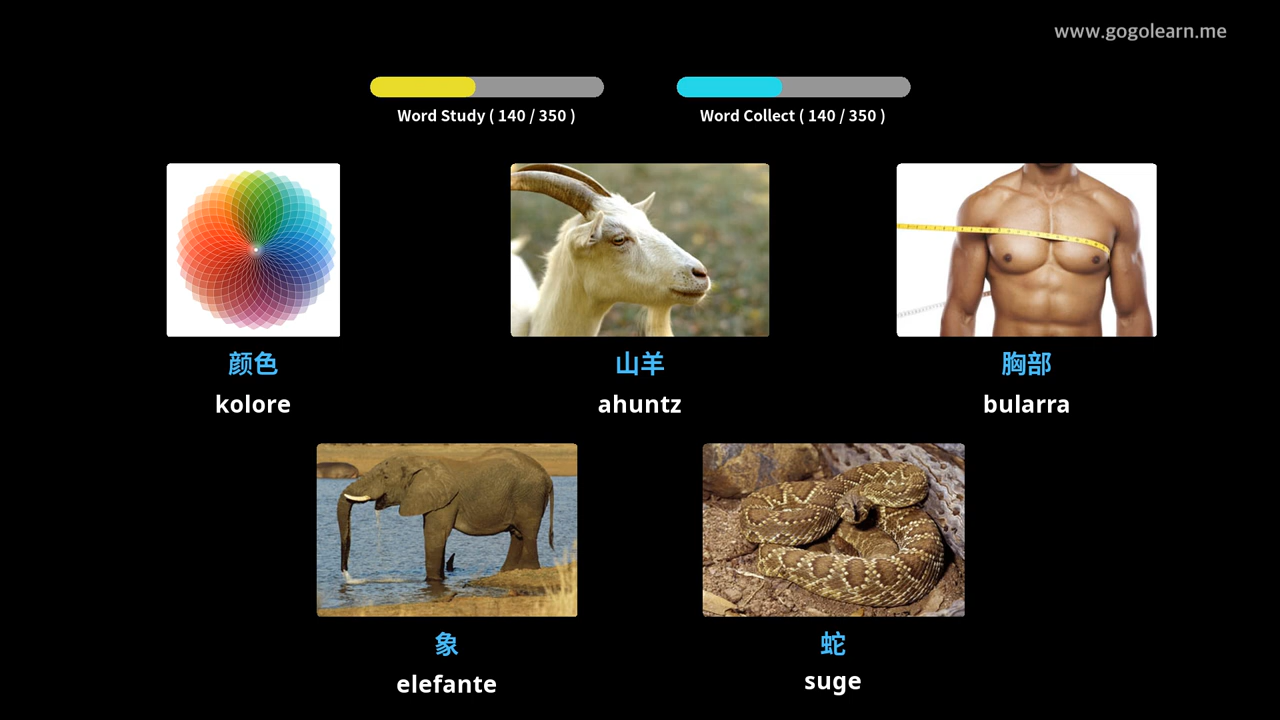 www.gogolearn.me
Word Study ( 140 / 350 )
Word Collect ( 140 / 350 )
颜色
山羊
胸部
kolore
ahuntz
bularra
象
蛇
elefante
suge